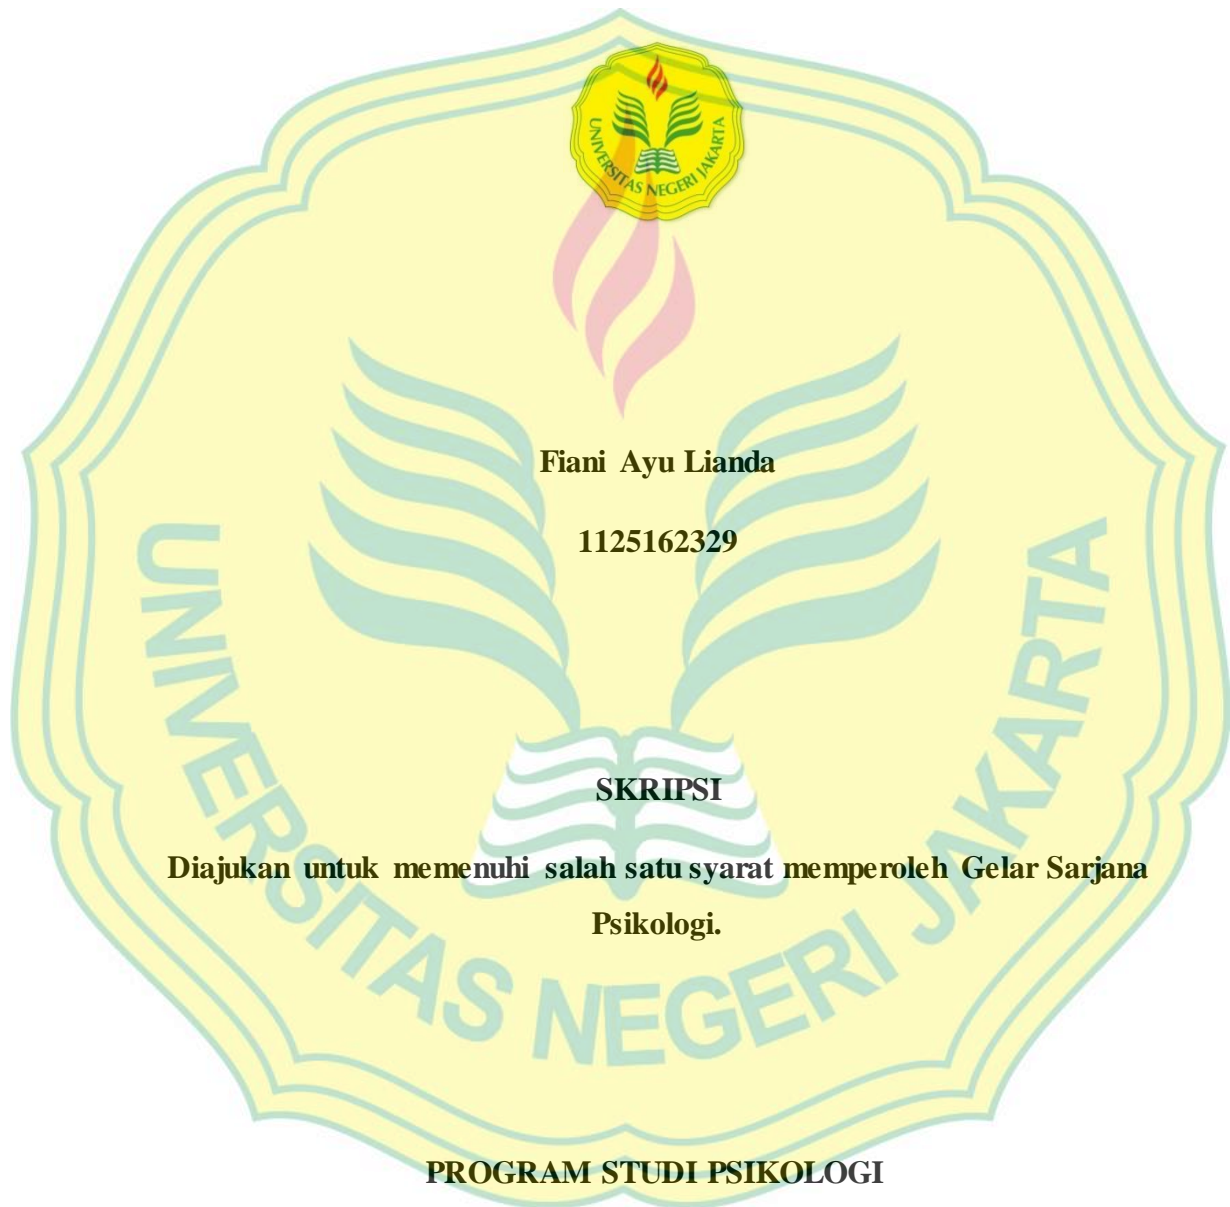 UNIVERSITAS NEGERI JAKARTA
Fiani Ayu Lianda
1125162329
SKRIPSI
Diajukan untuk memenuhi salah satu syarat memperoleh Gelar Sarjana
Psikologi.
UNIVERSITAS NEGERI JAKARTA
PROGRAM STUDI PSIKOLOGI